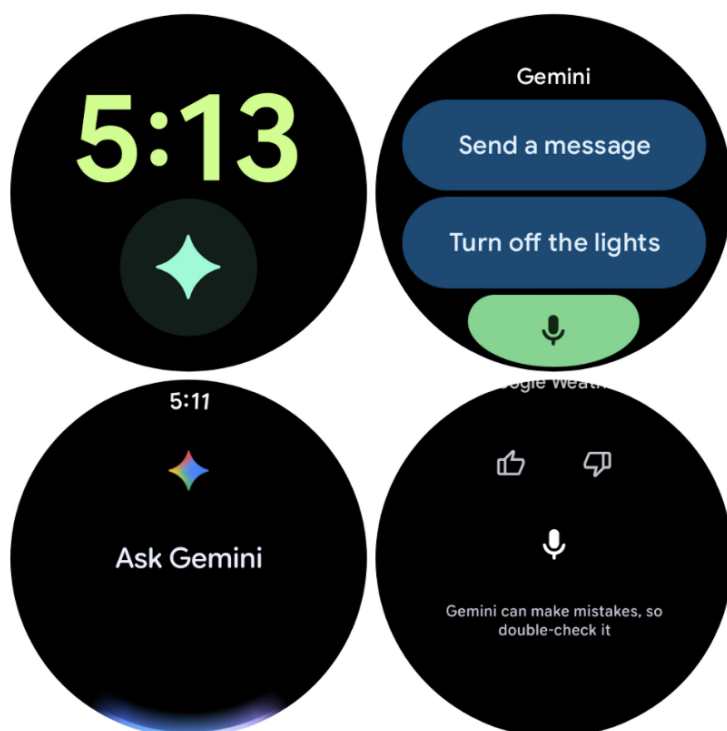 5:13
Gemini
Send a message
Turn off the lights
5:11
Ask Gemini
Gemini can make mistakes, so
double-check it